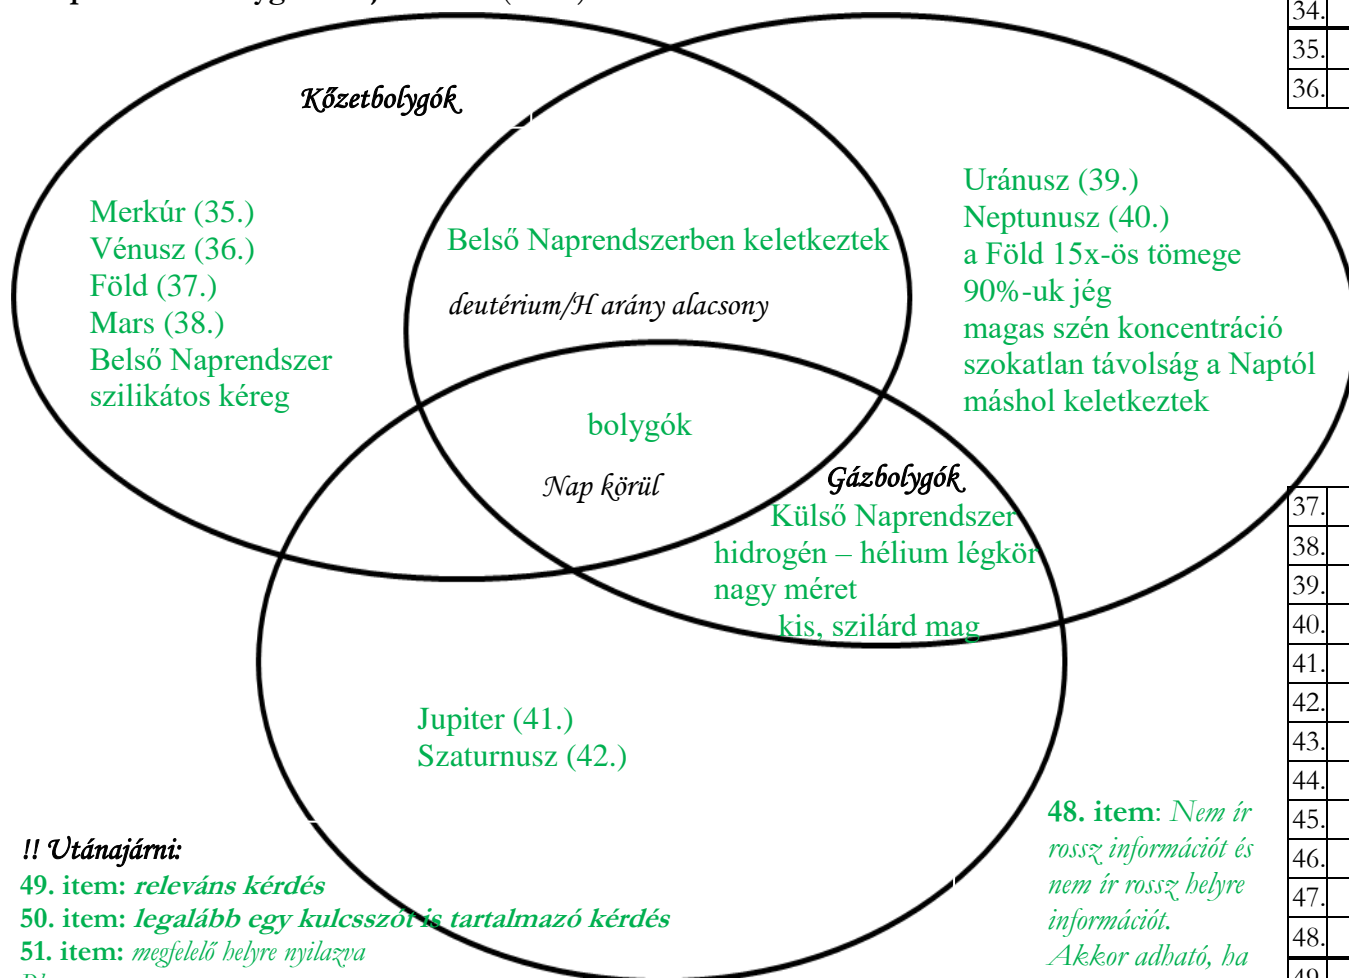 34.
35.
36.
Kőzetbolygók
Merkúr (35.)
Vénusz (36.)
Föld (37.)
Mars (38.)
Belső Naprendszer
szilikátos kéreg
Belső Naprendszerben keletkeztek
deutérium/H arány alacsony
Uránusz (39.)
Neptunusz (40.)
a Föld 15x-ös tömege
90%-uk jég
magas szén koncentráció
szokatlan távolság a Naptól
máshol keletkeztek
bolygók
Nap körül
Gázbolygók
Külső Naprendszer
hidrogén – hélium légkör
nagy méret
kis, szilárd mag
Jupiter (41.)
Szaturnusz (42.)
37.
38.
39.
40.
41.
42.
43.
44.
45.
46.
47.
48.
49.
48. item: Nem ír
rossz információt és
nem ír rossz helyre
információt.
Akkor adható, ha
!! Utánajárni:
49. item: releváns kérdés
50. item: legalább egy kulcsszót is tartalmazó kérdés
51. item: megfelelő helyre nyilazva